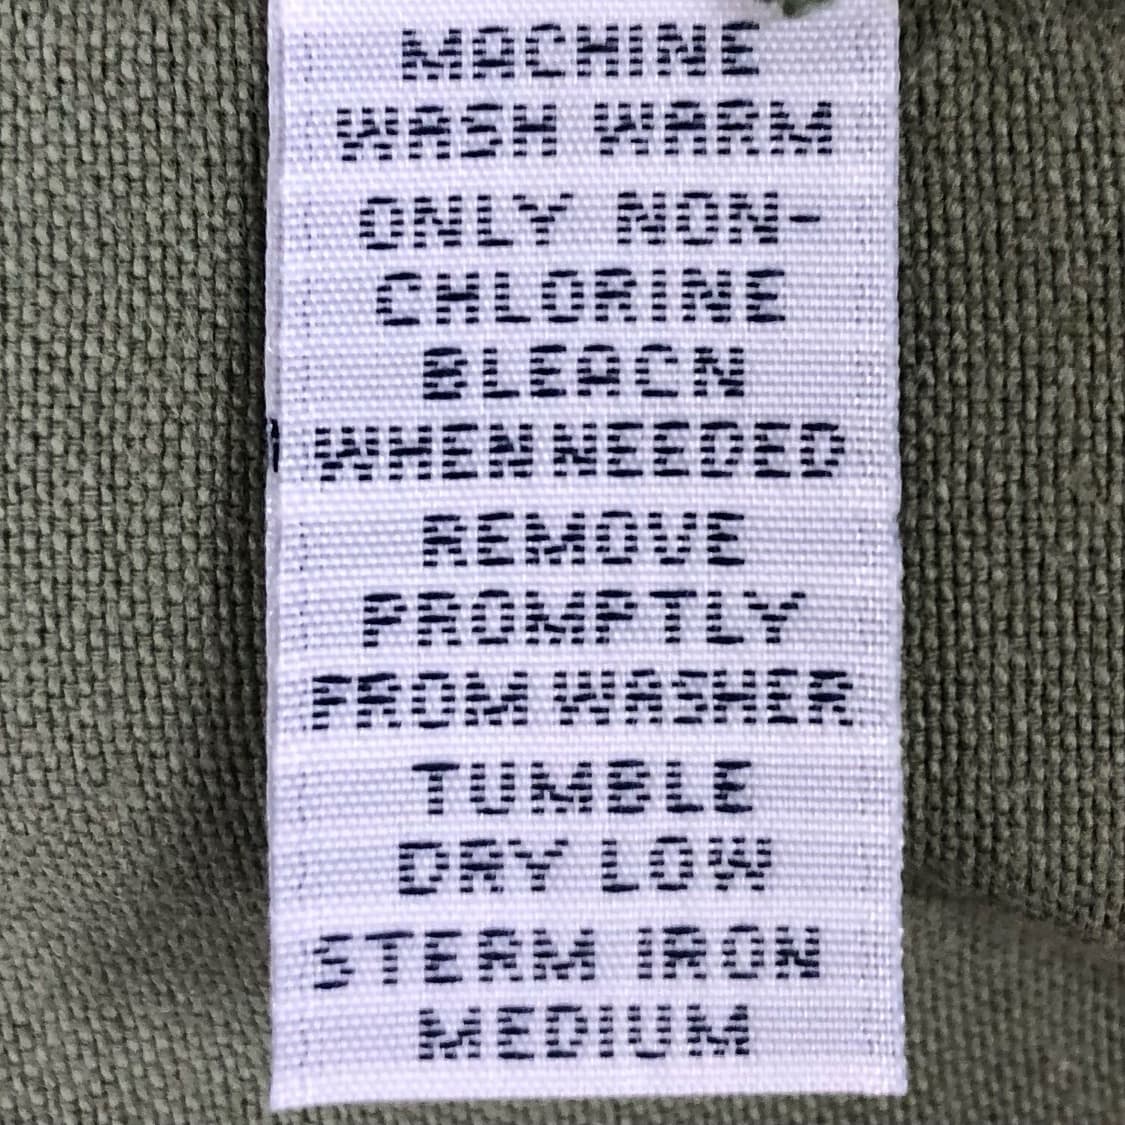 MACHINE
WASH WARM
ONLY NON-
CHLORINE
BLEACN
WHEN NEEDED
REMOVE
PROMPTLY
FROM WASHER
TUMBLE
DRY LOW
STERM IRON
MEDIUM